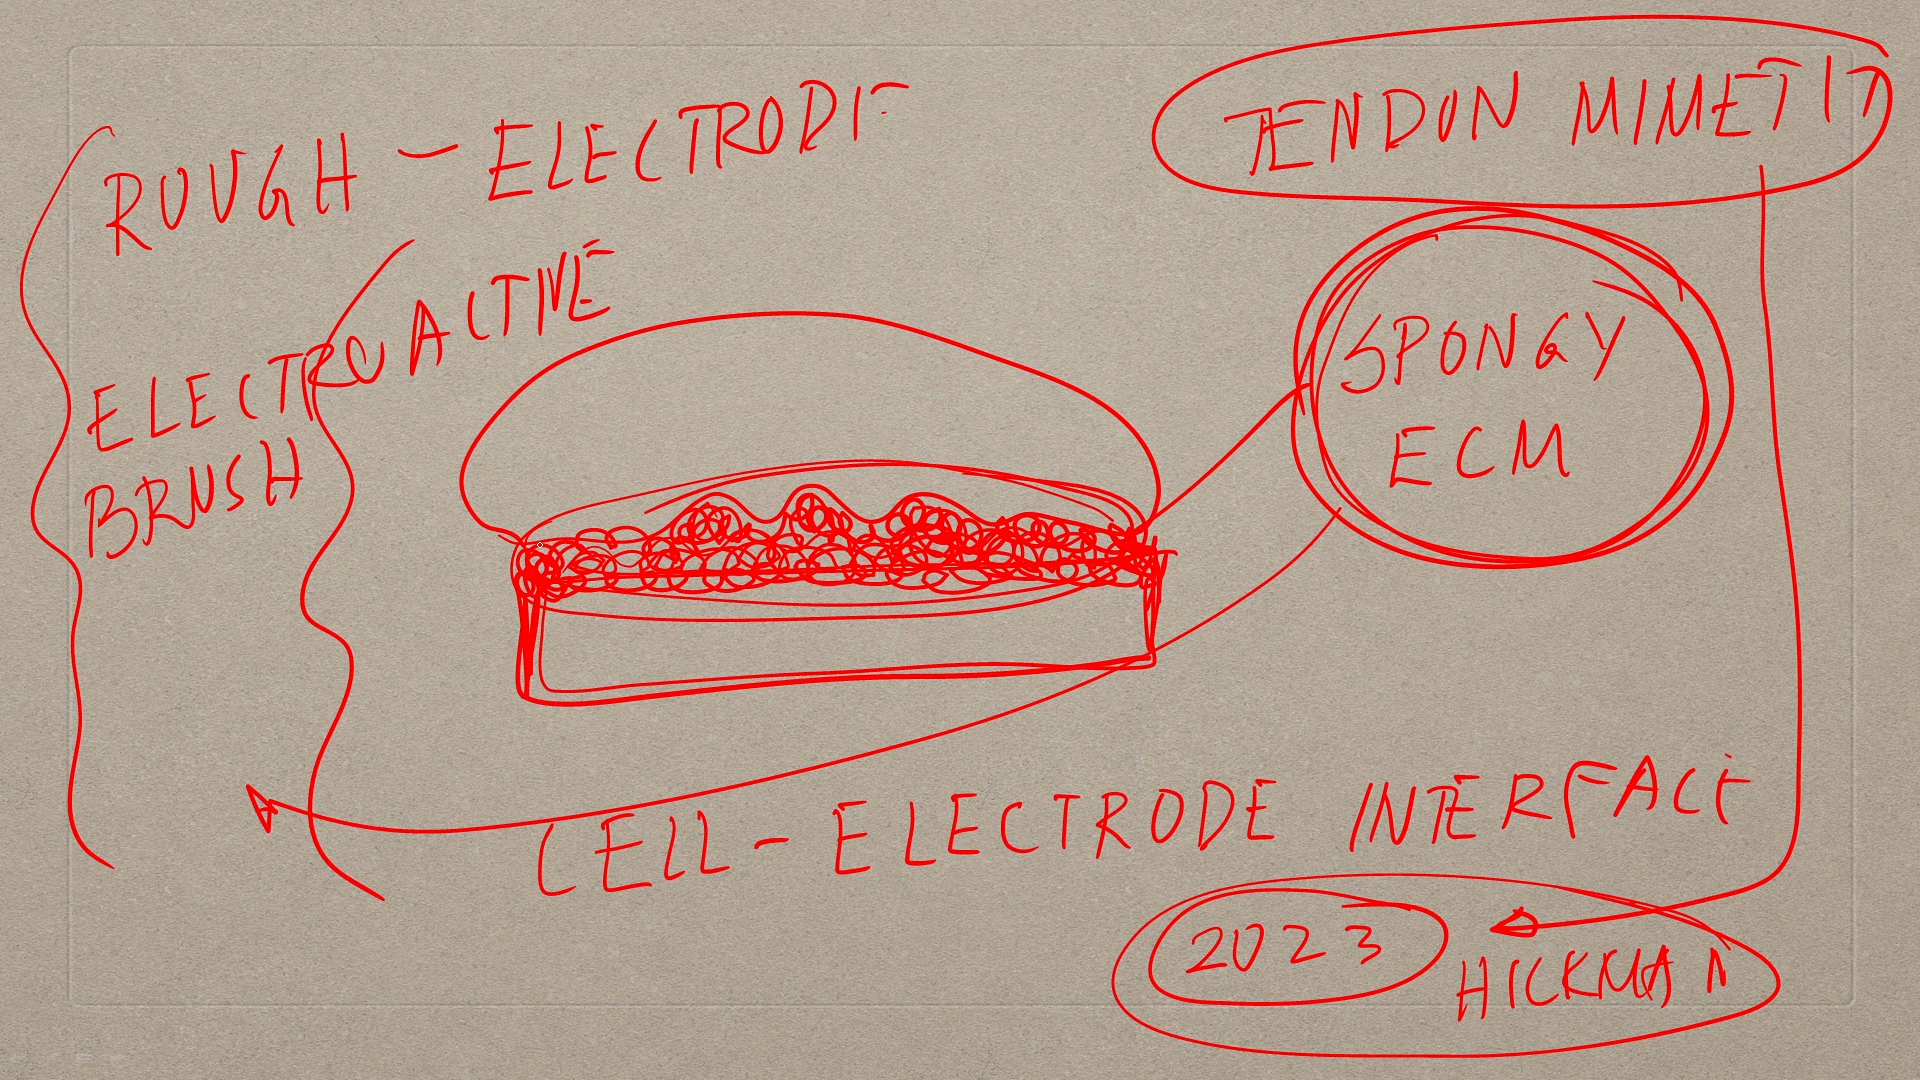 ROUGH - ELECTRODE
TENDON MIMETIC
ELECTROACTIVE
BRUSH
SPONGY
ECM
CELL-ELECTRODE INTERFACE
2023
HICKMAN